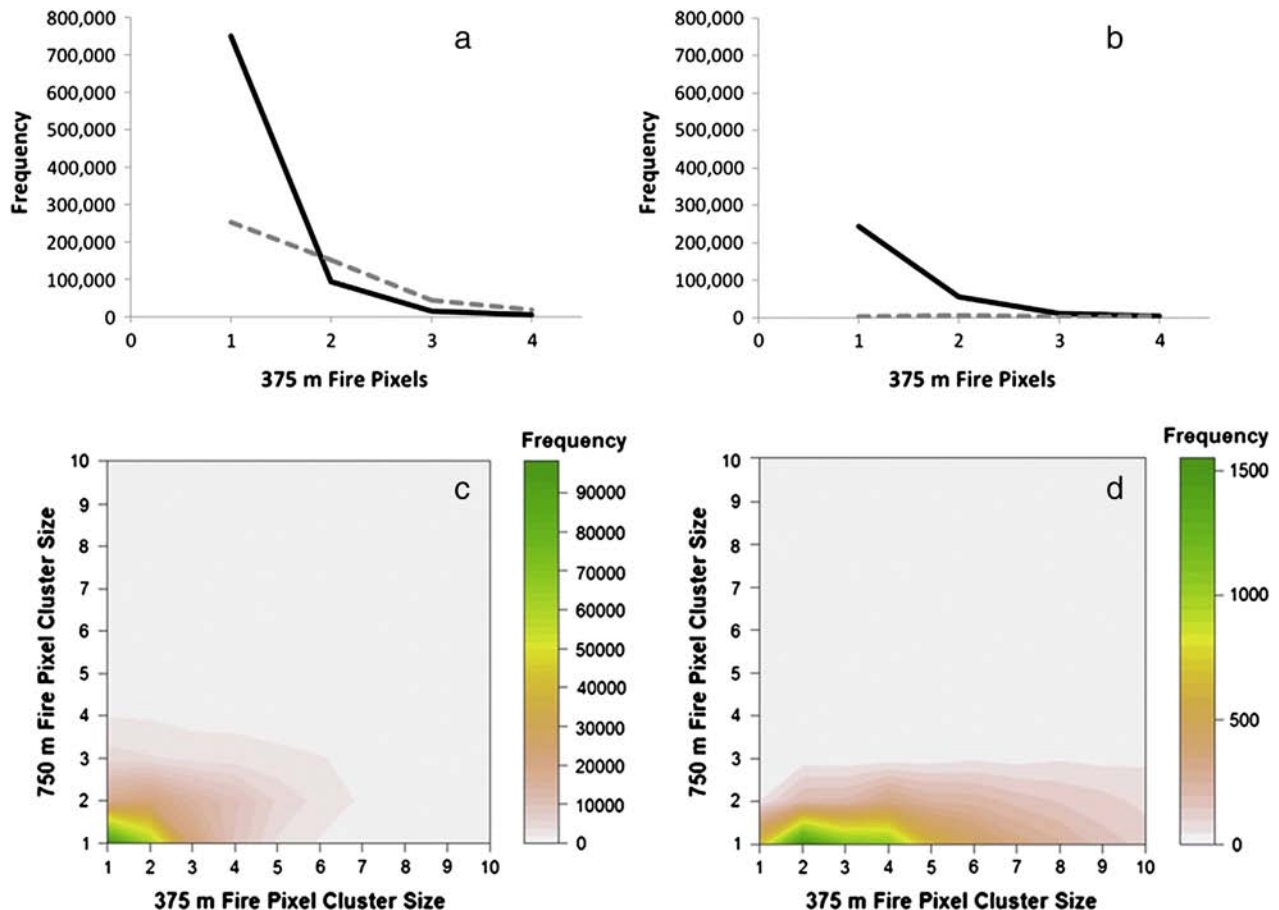 a
800,000
700,000
600,000
500,000
400,000
300,000
200,000
100,000
0
Frequency
0 1 2 3 4
375 m Fire Pixels
b
800,000
700,000
600,000
500,000
400,000
300,000
200,000
100,000
0
Frequency
0 1 2 3 4
375 m Fire Pixels
c
10
9
8
7
6
5
4
3
2
1
750 m Fire Pixel Cluster Size
1 2 3 4 5 6 7 8 9 10
375 m Fire Pixel Cluster Size
Frequency
90000
80000
70000
60000
50000
40000
30000
20000
10000
0
d
10
9
8
7
6
5
4
3
2
1
750 m Fire Pixel Cluster Size
1 2 3 4 5 6 7 8 9 10
375 m Fire Pixel Cluster Size
Frequency
1500
1000
500
0